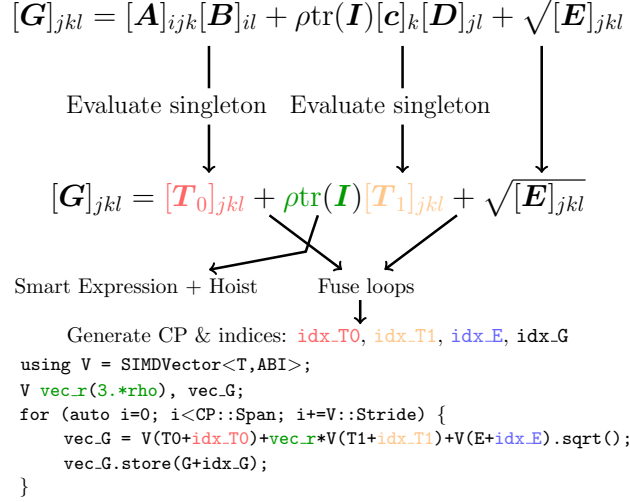 [G]_{jkl} = [A]_{ijk}[B]_{il} + ρtr(I)[c]_k[D]_{jl} + √[E]_{jkl}
Evaluate singleton Evaluate singleton
[G]_{jkl} = [T_0]_{jkl} + ρtr(I)[T_1]_{jkl} + √[E]_{jkl}
Smart Expression + Hoist Fuse loops
Generate CP & indices: idx_T0, idx_T1, idx_E, idx_G
using V = SIMDVector<T,ABI>;
V vec_r(3.*rho), vec_G;
for (auto i=0; i<CP::Span; i+=V::Stride) {
vec_G = V(T0+idx_T0)+vec_r*V(T1+idx_T1)+V(E+idx_E).sqrt();
vec_G.store(G+idx_G);
}